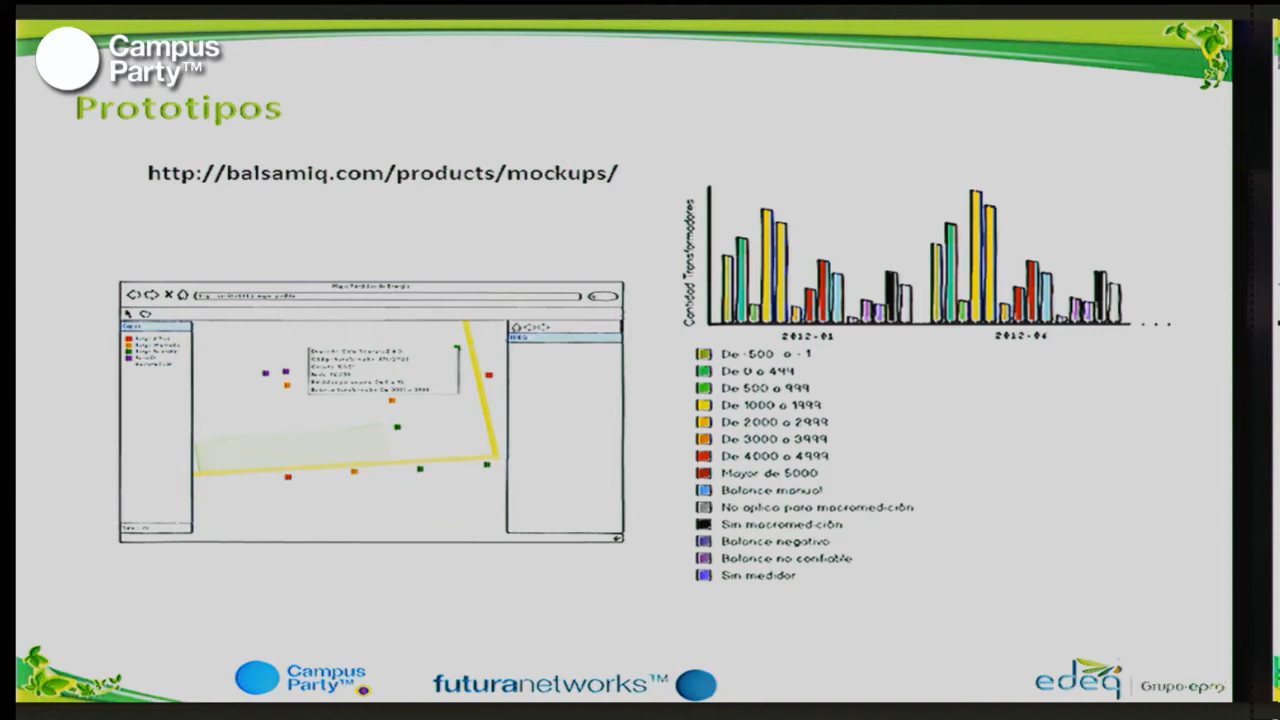 Campus
Party™
Prototipos
http://balsamiq.com/products/mockups/
Cantidad Transformadores
2012-01
2012-06
De -500 a -1
De 0 a 499
De 500 a 999
De 1000 a 1999
De 2000 a 2999
De 3000 a 3999
De 4000 a 4999
Mayor de 5000
Balance manual
No aplica para macromedición
Sin macromedición
Balance negativo
Balance no confiable
Sin medidor
Campus
Party™
futuranetworks™
edeq
Grupo·epm